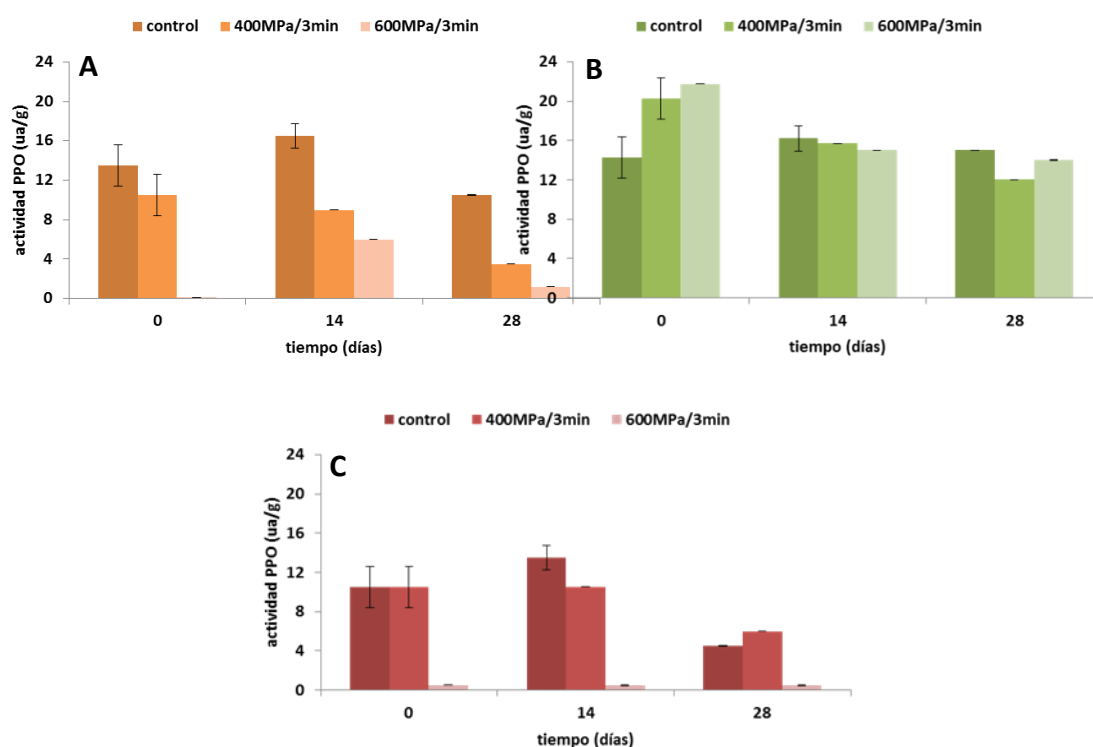 control 400MPa/3min 600MPa/3min
A
actividad PPO (ua/g)
24
20
16
12
8
4
0
0 14 28
tiempo (días)
control 400MPa/3min 600MPa/3min
B
actividad PPO (ua/g)
24
20
16
12
8
4
0
0 14 28
tiempo (días)
control 400MPa/3min 600MPa/3min
C
actividad PPO (ua/g)
24
20
16
12
8
4
0
0 14 28
tiempo (días)